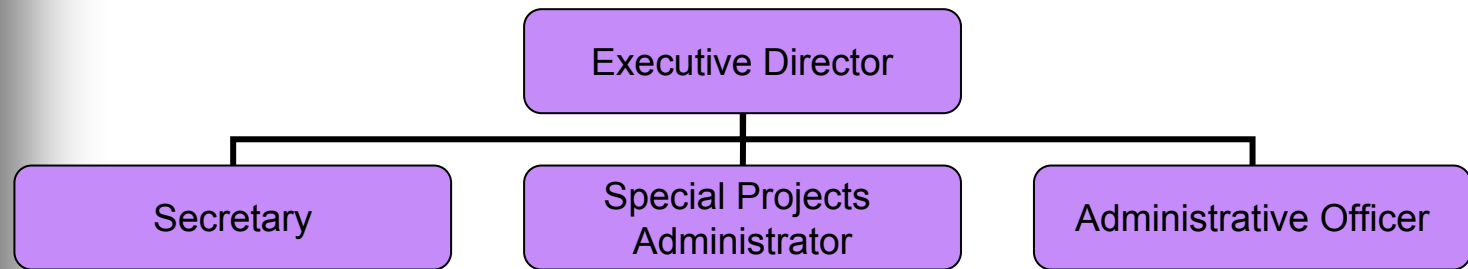 Executive Director
Secretary
Special Projects
Administrator
Administrative Officer